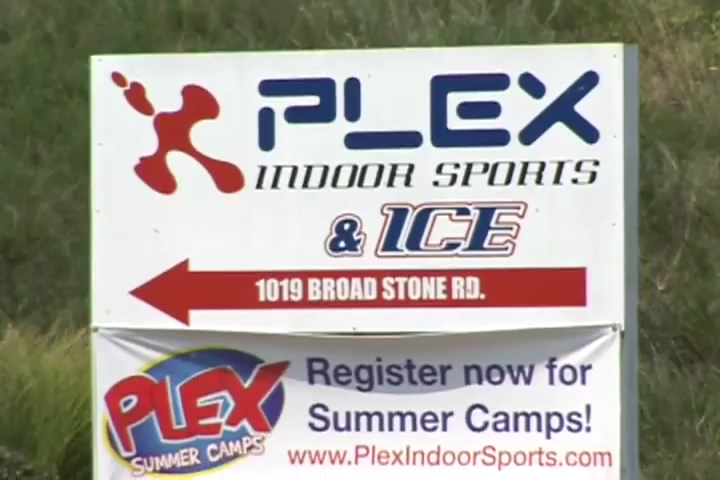 PLEX
INDOOR SPORTS
& ICE
1019 BROAD STONE RD.
PLEX
SUMMER CAMPS
Register now for
Summer Camps!
www.PlexIndoorSports.com